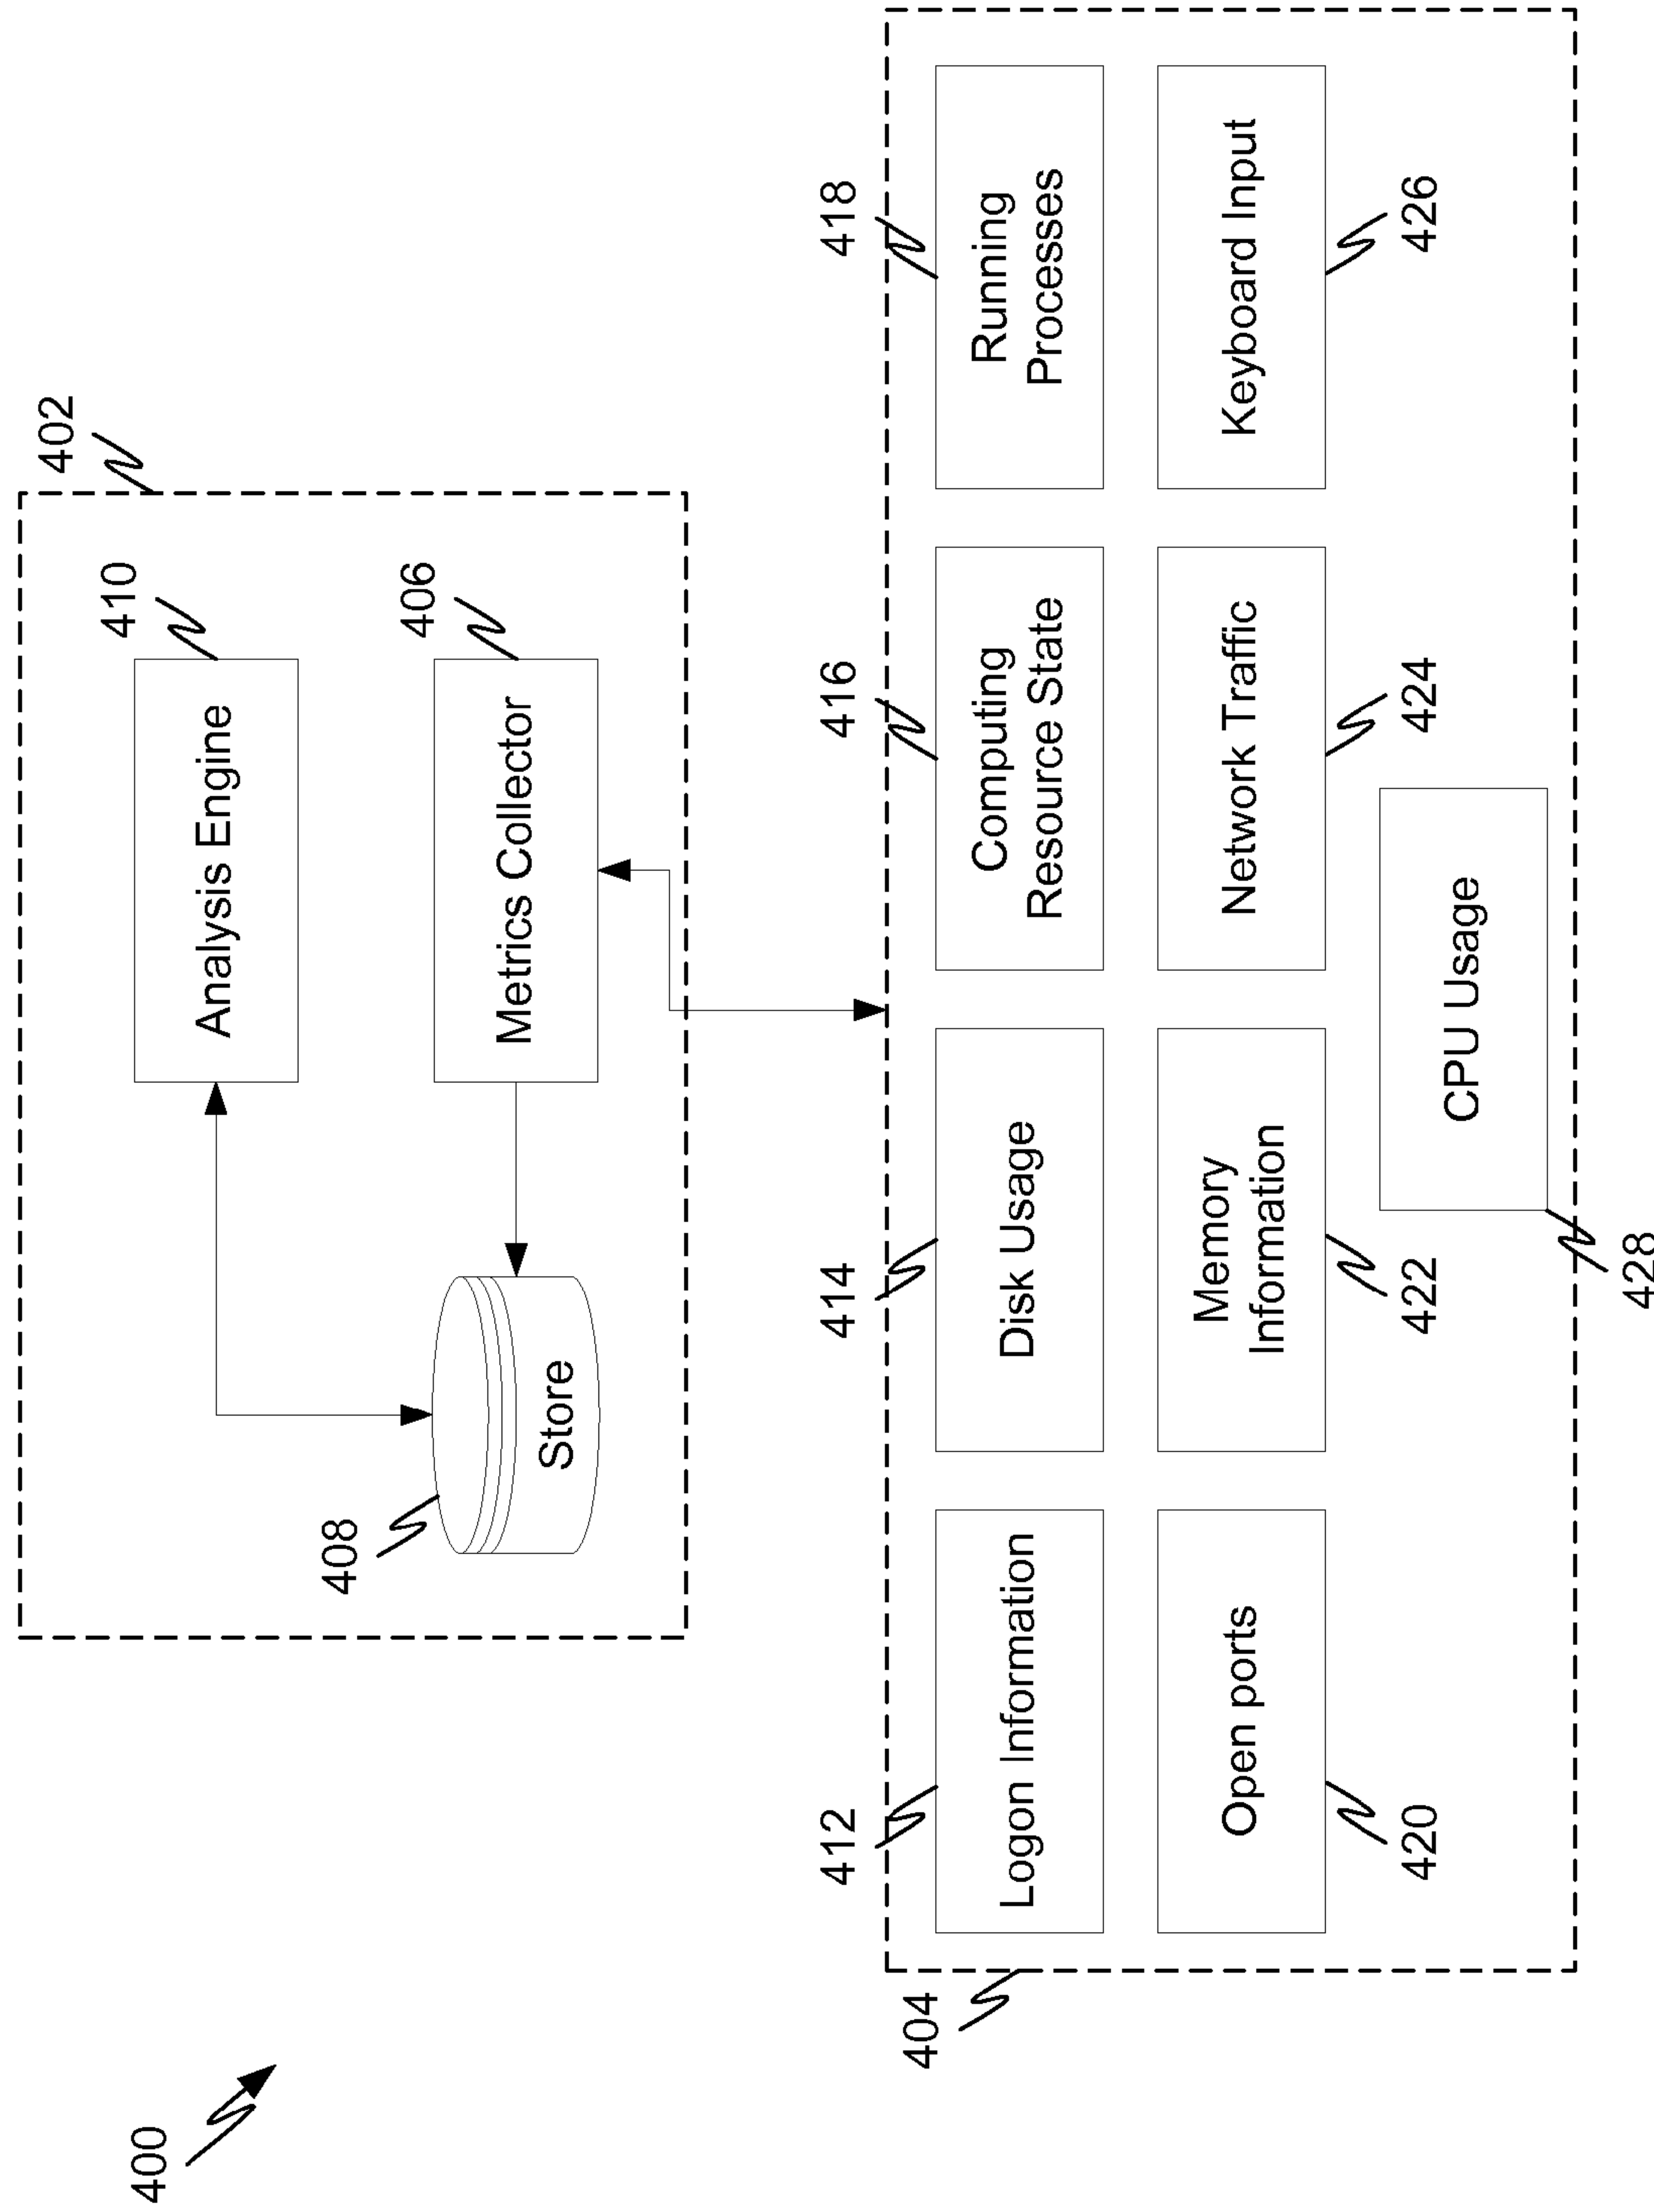 400
402
410
Analysis Engine
406
Metrics Collector
408
Store
404
412
Logon Information
414
Disk Usage
416
Computing
Resource State
418
Running
Processes
Open ports
420
Memory
Information
422
Network Traffic
424
Keyboard Input
426
CPU Usage
428